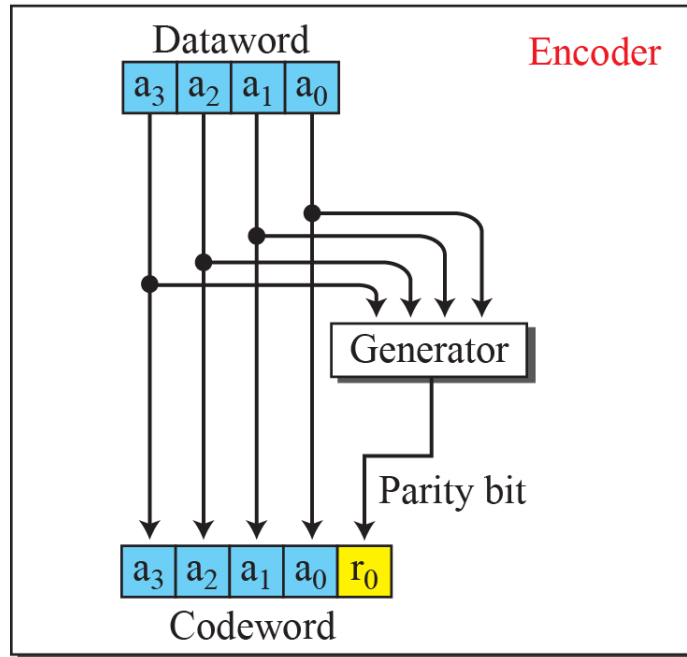 Dataword
Encoder
a₃ a₂ a₁ a₀
Generator
Parity bit
a₃ a₂ a₁ a₀ r₀
Codeword